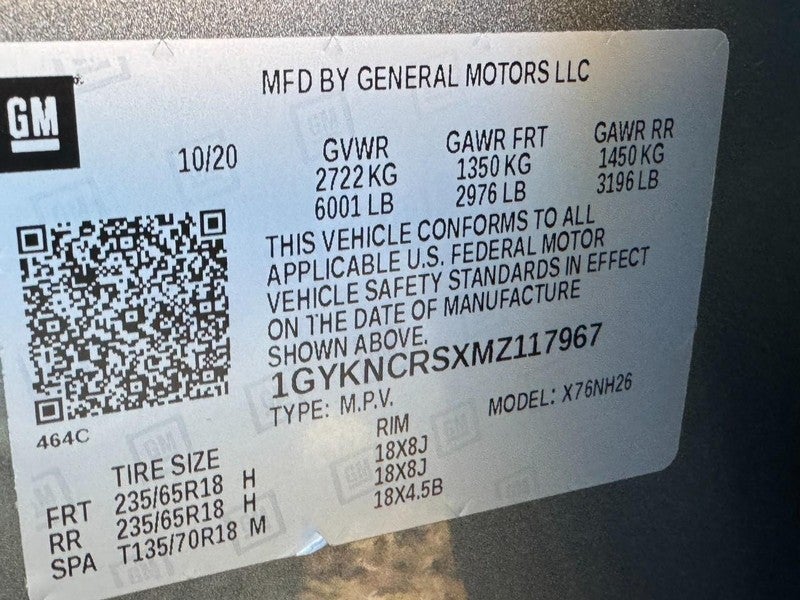 MFD BY GENERAL MOTORS LLC
GM
10/20
GVWR GAWR FRT GAWR RR
2722 KG 1350 KG 1450 KG
6001 LB 2976 LB 3196 LB
THIS VEHICLE CONFORMS TO ALL
APPLICABLE U.S. FEDERAL MOTOR
VEHICLE SAFETY STANDARDS IN EFFECT
ON THE DATE OF MANUFACTURE
SHOWN ABOVE.
1GYKNCRSXMZ117967
TYPE: M.P.V. MODEL: X76NH26
464C
TIRE SIZE RIM
FRT 235/65R18 H 18X8J
RR 235/65R18 H 18X8J
SPA T135/70R18 M 18X4.5B